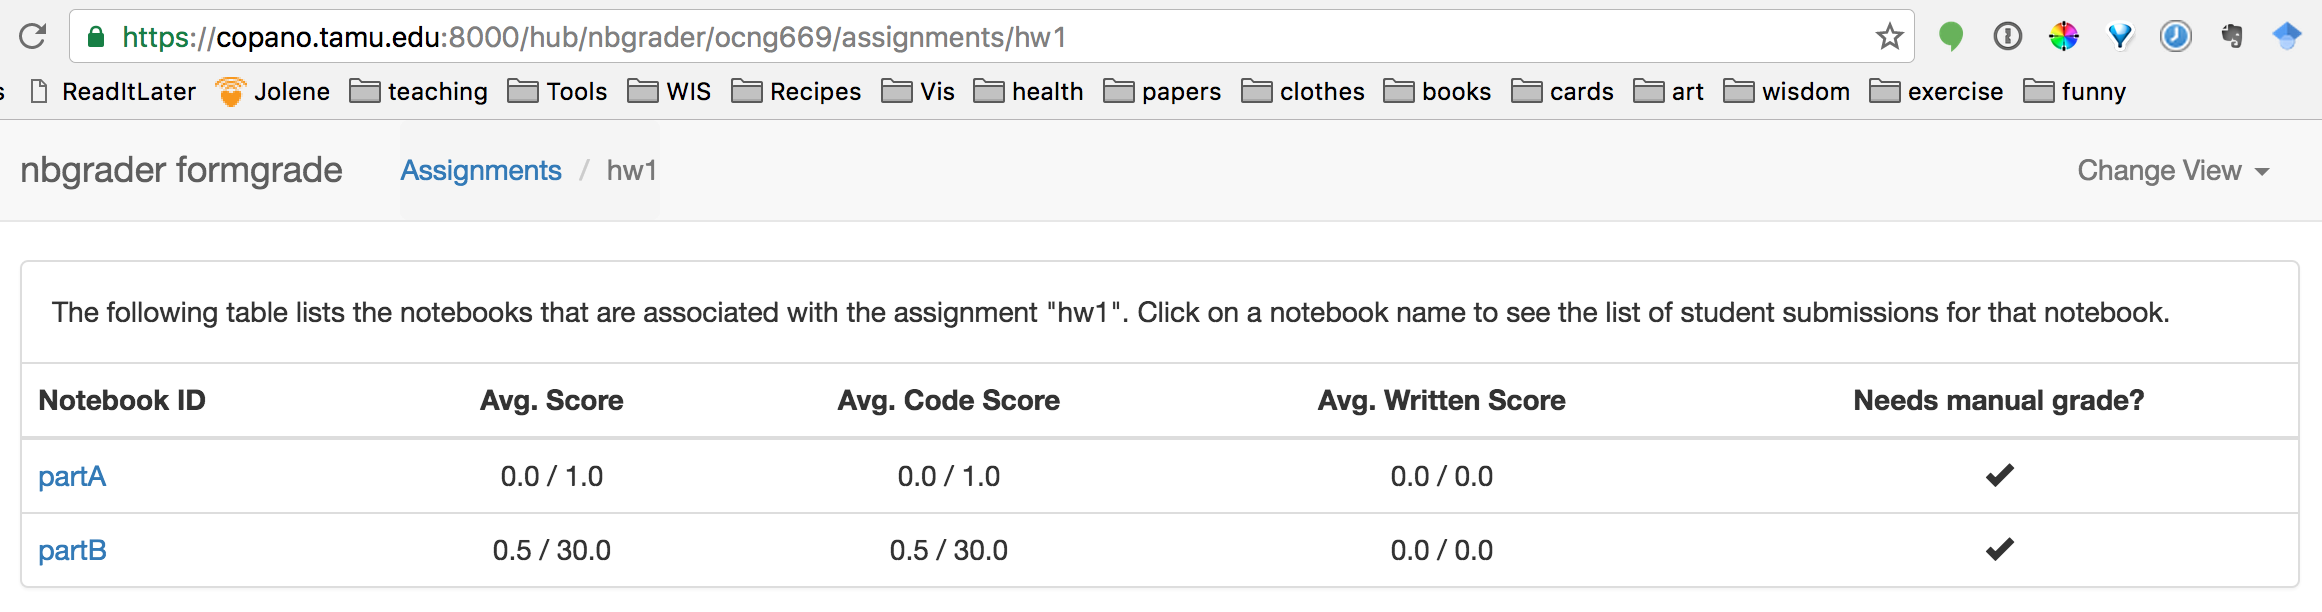 https://copano.tamu.edu:8000/hub/nbgrader/ocng669/assignments/hw1
s ReadItLater Jolene teaching Tools WIS Recipes Vis health papers clothes books cards art wisdom exercise funny
nbgrader formgrade Assignments / hw1 Change View
The following table lists the notebooks that are associated with the assignment "hw1". Click on a notebook name to see the list of student submissions for that notebook.
Notebook ID Avg. Score Avg. Code Score Avg. Written Score Needs manual grade?
partA 0.0 / 1.0 0.0 / 1.0 0.0 / 0.0
partB 0.5 / 30.0 0.5 / 30.0 0.0 / 0.0